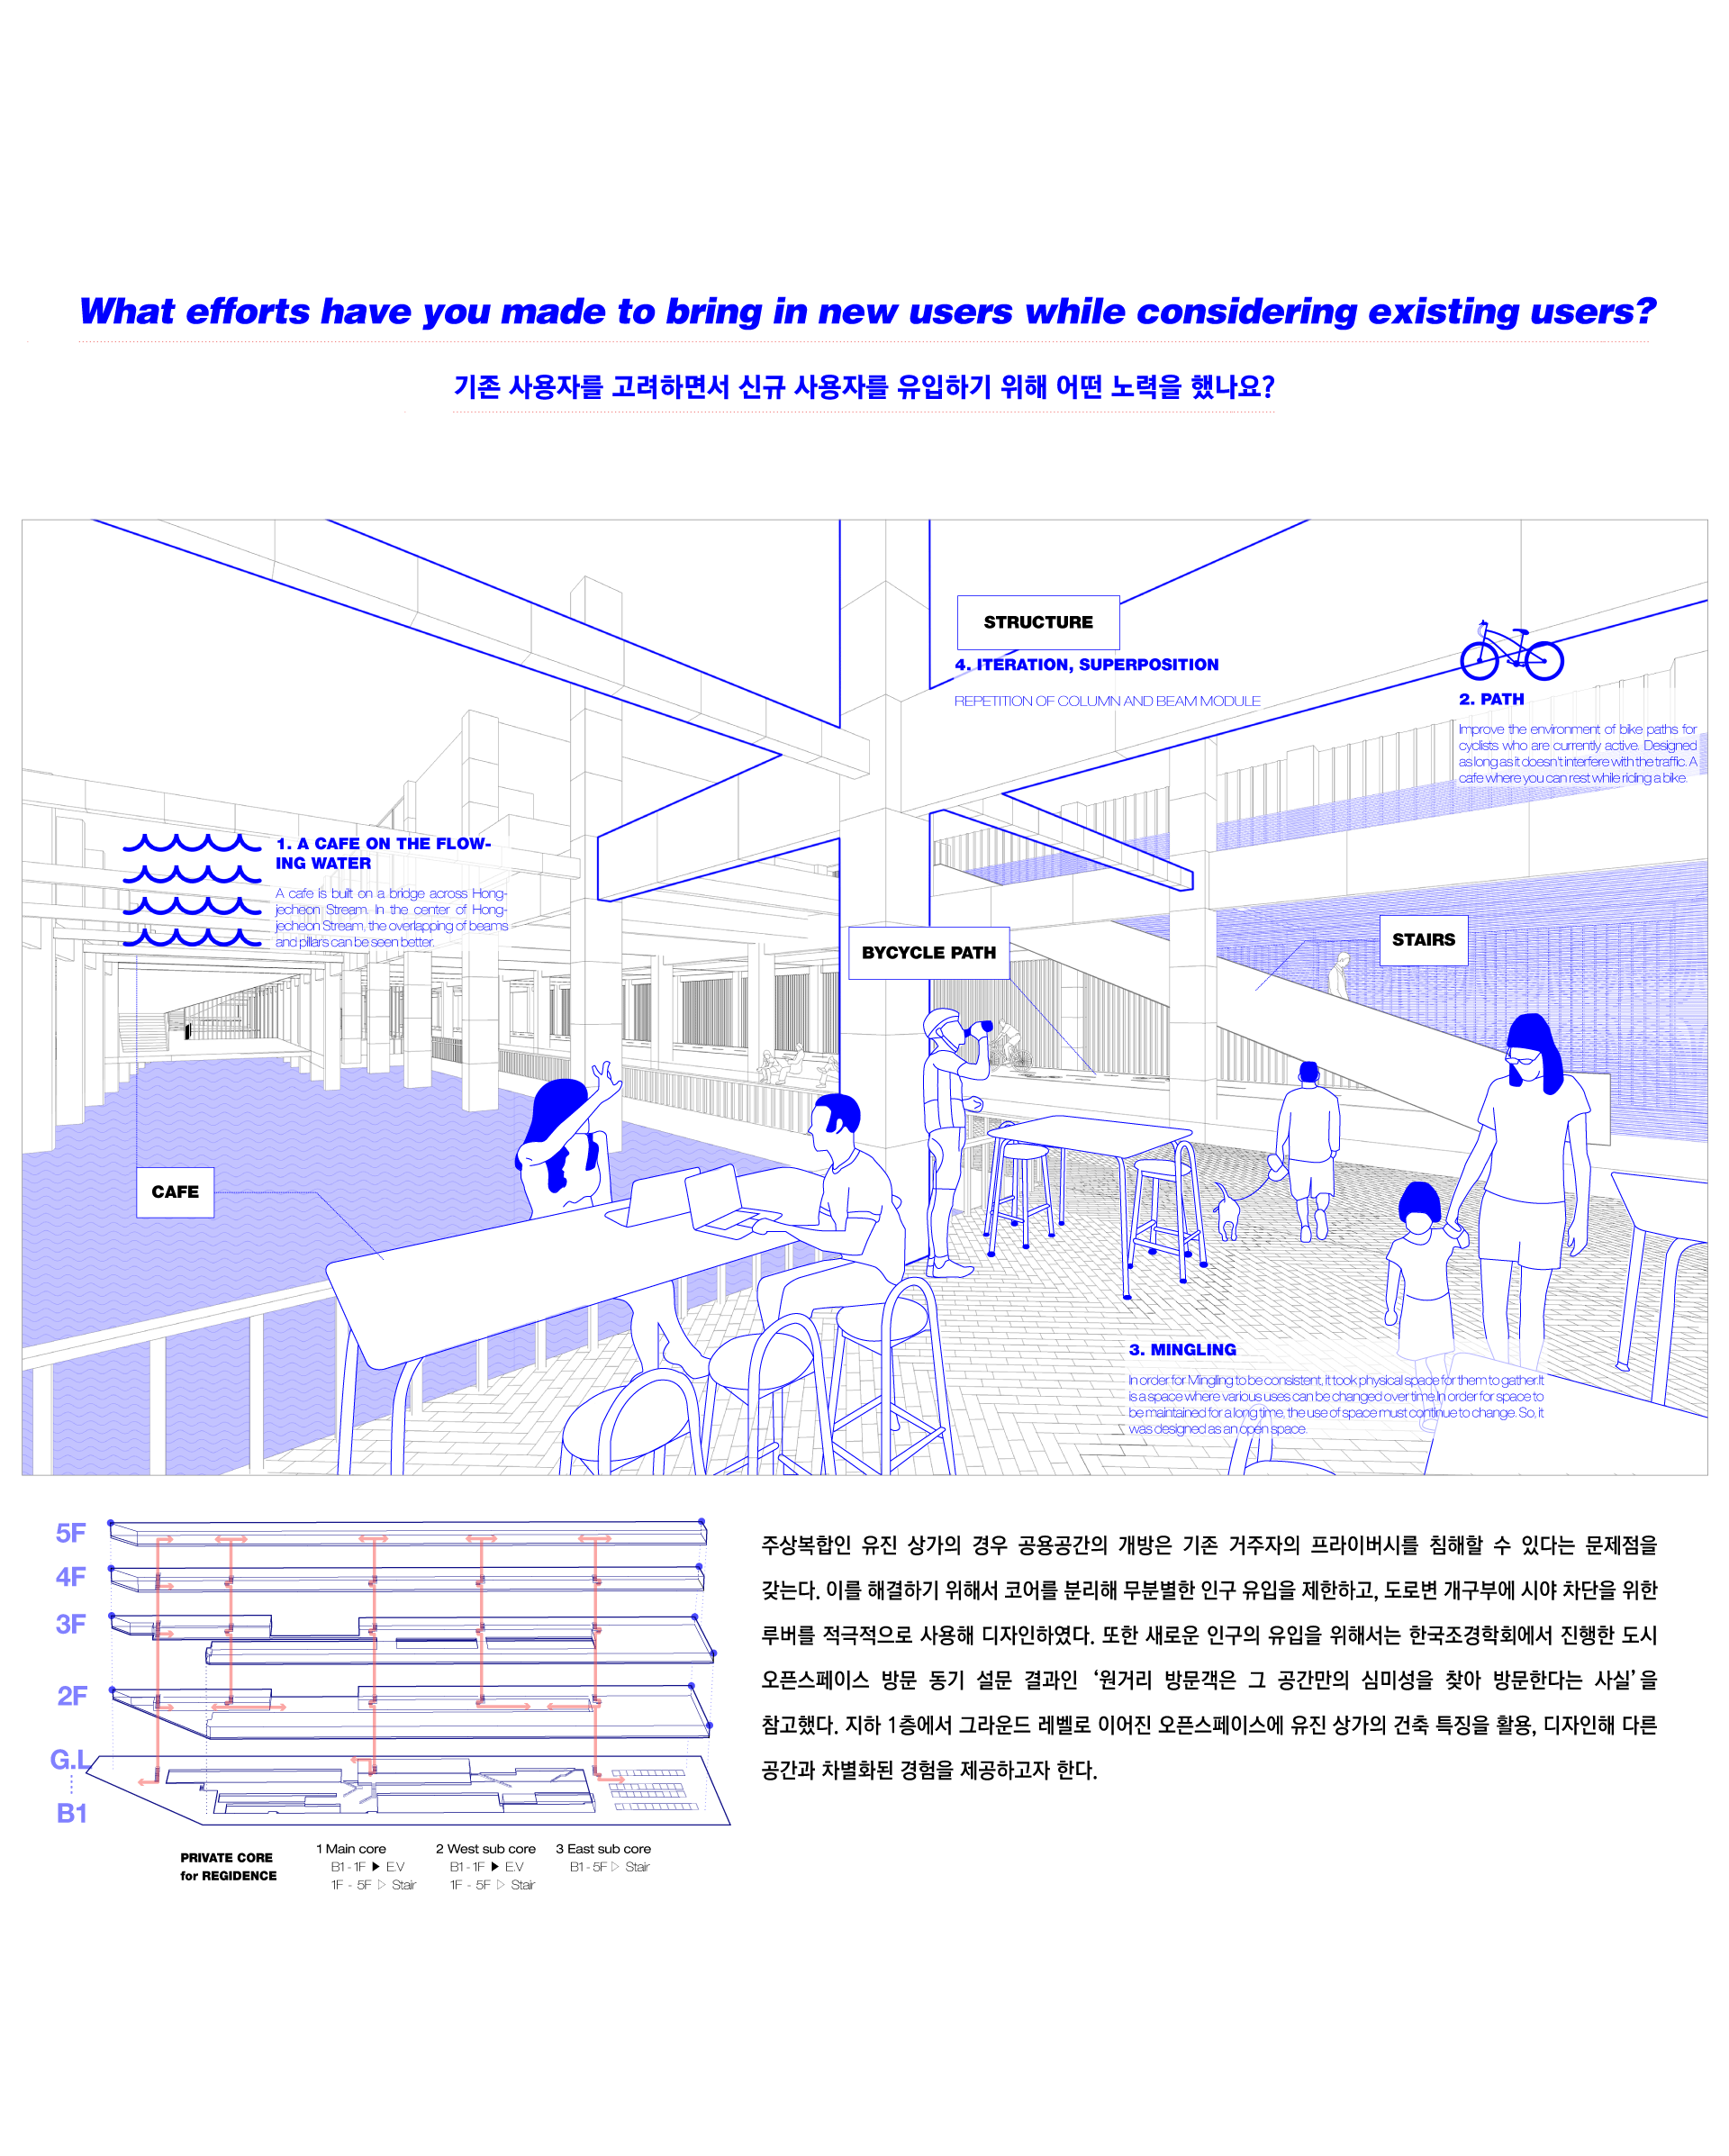 What efforts have you made to bring in new users while considering existing users?
기존 사용자를 고려하면서 신규 사용자를 유입하기 위해 어떤 노력을 했나요?
STRUCTURE
4. ITERATION, SUPERPOSITION
REPETITION OF COLUMN AND BEAM MODULE
2. PATH
Improve the environment of bike paths for
cyclists who are currently active. Designed
as long as it doesn't interfere with the traffic. A
cafe where you can rest while riding a bike.
1. A CAFE ON THE FLOW-
ING WATER
A cafe is built on a bridge across Hong-
jecheon Stream. In the center of Hong-
jecheon Stream, the overlapping of beams
and pillars can be seen better.
BYCYCLE PATH
STAIRS
CAFE
3. MINGLING
In order for Mingling to be consistent, it took physical space for them to gather.It
is a space where various uses can be changed over time.In order for space to
be maintained for a long time, the use of space must continue to change. So, it
was designed as an open space.
5F
4F
3F
2F
G.L
B1
PRIVATE CORE
for REGIDENCE
1 Main core
B1 - 1F ▶ E.V
1F - 5F ▷ Stair
2 West sub core
B1 - 1F ▶ E.V
1F - 5F ▷ Stair
3 East sub core
B1 - 5F ▷ Stair
주상복합인 유진 상가의 경우 공용공간의 개방은 기존 거주자의 프라이버시를 침해할 수 있다는 문제점을
갖는다. 이를 해결하기 위해서 코어를 분리해 무분별한 인구 유입을 제한하고, 도로변 개구부에 시야 차단을 위한
루버를 적극적으로 사용해 디자인하였다. 또한 새로운 인구의 유입을 위해서는 한국조경학회에서 진행한 도시
오픈스페이스 방문 동기 설문 결과인 ‘원거리 방문객은 그 공간만의 심미성을 찾아 방문한다는 사실’을
참고했다. 지하 1층에서 그라운드 레벨로 이어진 오픈스페이스에 유진 상가의 건축 특징을 활용, 디자인해 다른
공간과 차별화된 경험을 제공하고자 한다.